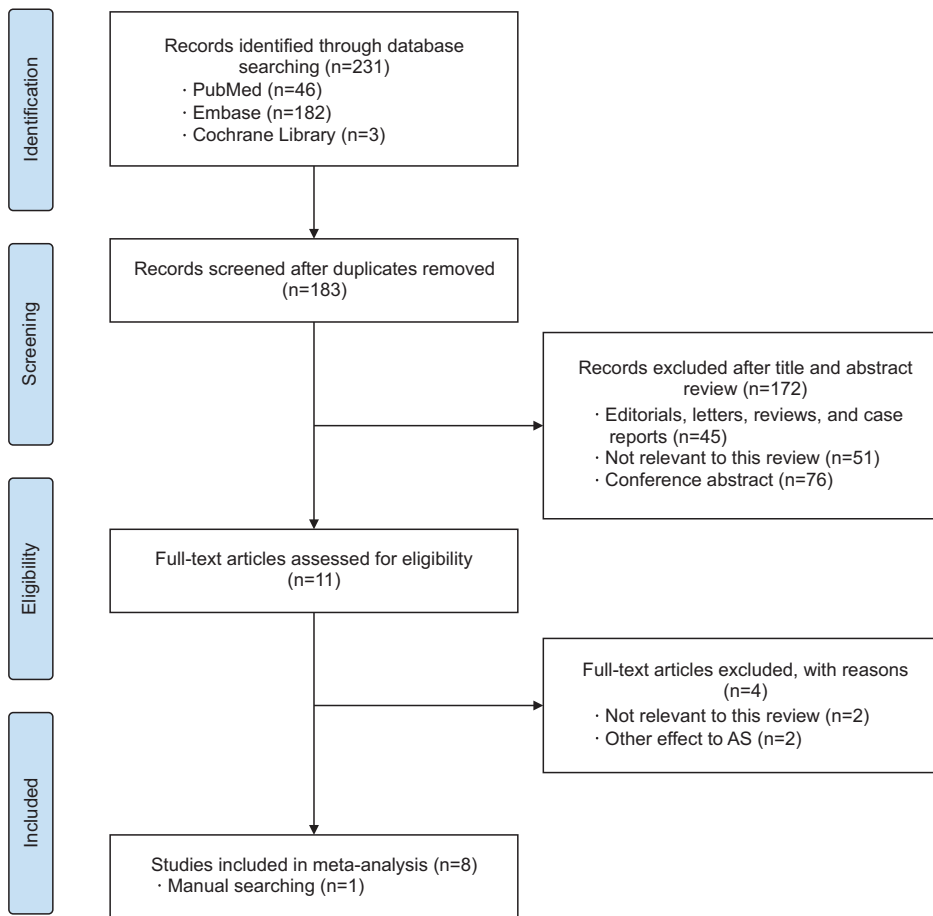 Identification
Records identified through database
searching (n=231)
· PubMed (n=46)
· Embase (n=182)
· Cochrane Library (n=3)
Screening
Records screened after duplicates removed
(n=183)
Records excluded after title and abstract
review (n=172)
· Editorials, letters, reviews, and case
reports (n=45)
· Not relevant to this review (n=51)
· Conference abstract (n=76)
Eligibility
Full-text articles assessed for eligibility
(n=11)
Full-text articles excluded, with reasons
(n=4)
· Not relevant to this review (n=2)
· Other effect to AS (n=2)
Included
Studies included in meta-analysis (n=8)
· Manual searching (n=1)